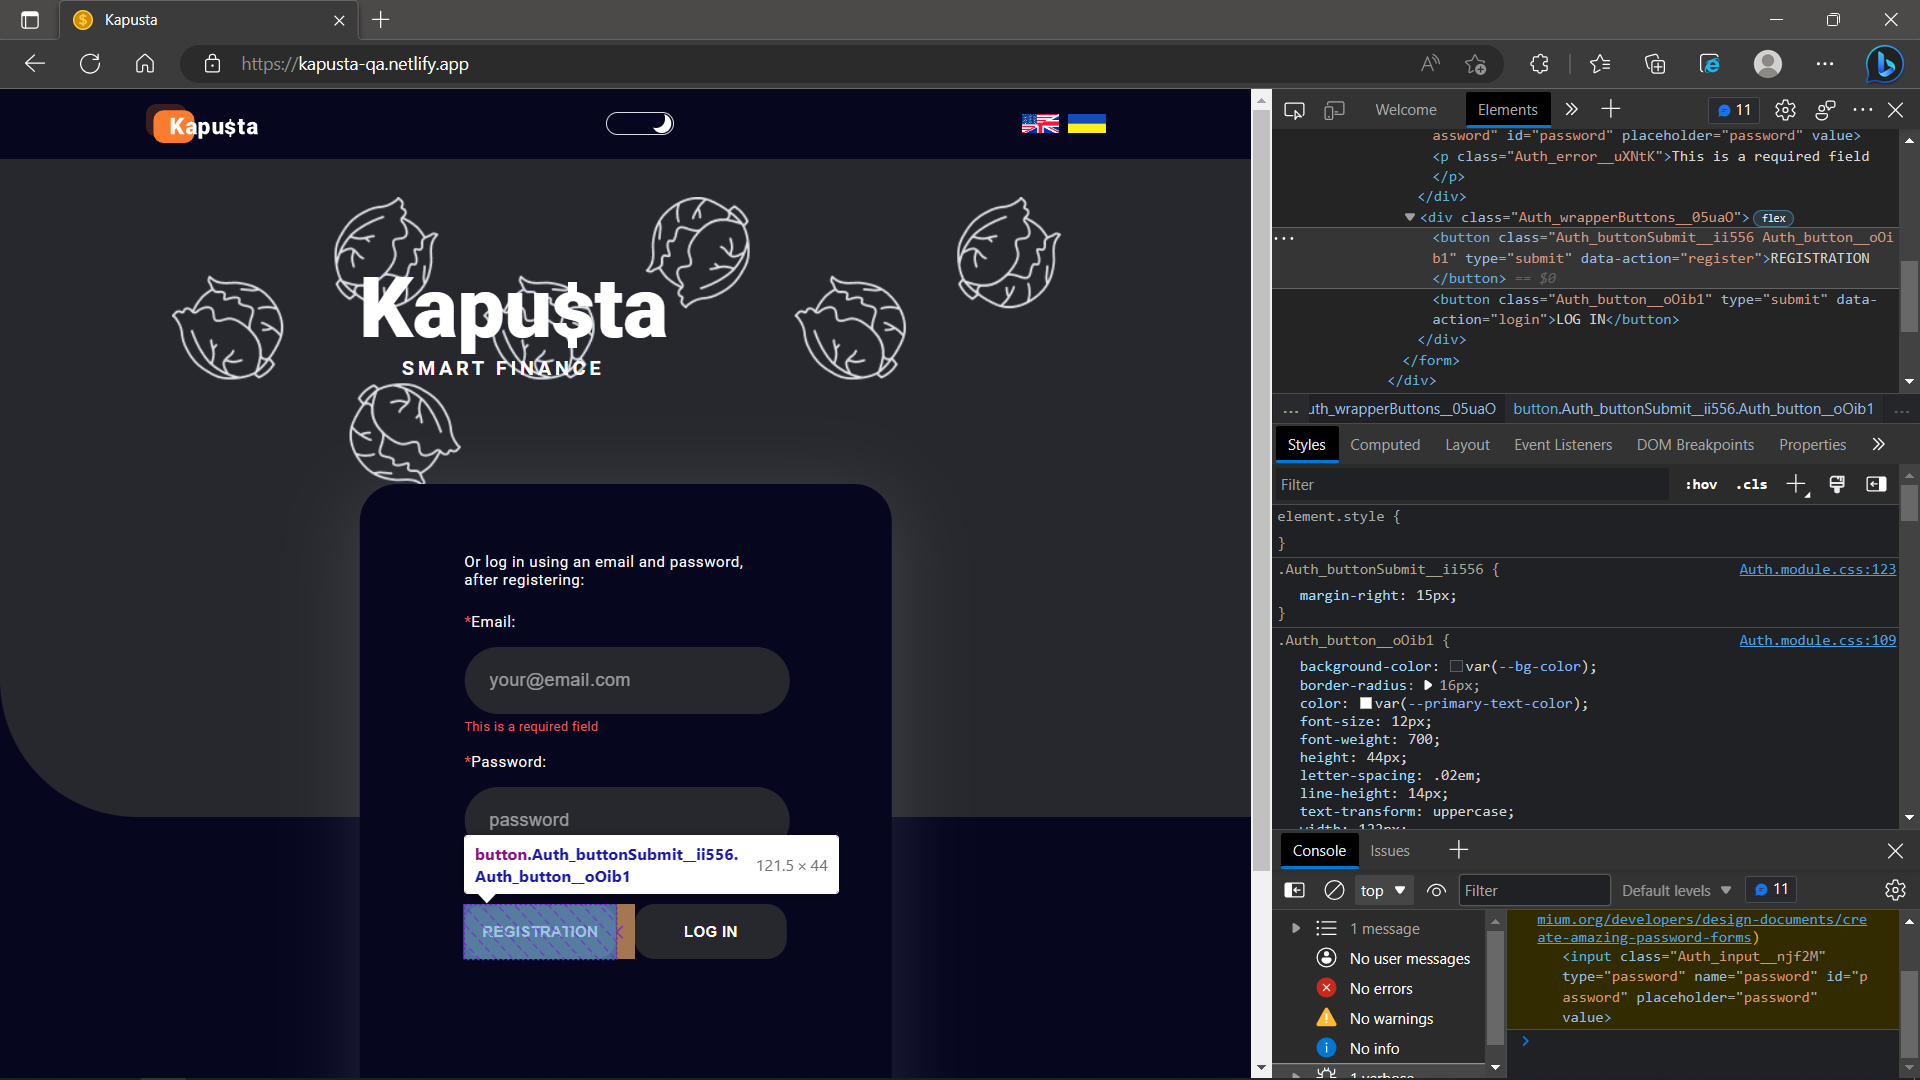 Kapusta
https://kapusta-qa.netlify.app
Kapu$ta
Kapu$ta
SMART FINANCE
Or log in using an email and password,
after registering:
*Email:
your@email.com
This is a required field
*Password:
password
button.Auth_buttonSubmit__ii556.
Auth_button__oOib1
121.5 × 44
REGISTRATION
LOG IN
Welcome
Elements
11
assword" id="password" placeholder="password" value>
<p class="Auth_error__uXNtK">This is a required field
</p>
</div>
<div class="Auth_wrapperButtons__05uaO"> flex
<button class="Auth_buttonSubmit__ii556 Auth_button__oOi
b1" type="submit" data-action="register">REGISTRATION
</button> == $0
<button class="Auth_button__oOib1" type="submit" data-
action="login">LOG IN</button>
</div>
</form>
</div>
... uth_wrapperButtons__05uaO button.Auth_buttonSubmit__ii556.Auth_button__oOib1 ...
Styles Computed Layout Event Listeners DOM Breakpoints Properties
Filter :hov .cls
element.style {
}
.Auth_buttonSubmit__ii556 { Auth.module.css:123
margin-right: 15px;
}
.Auth_button__oOib1 { Auth.module.css:109
background-color: var(--bg-color);
border-radius: 16px;
color: var(--primary-text-color);
font-size: 12px;
font-weight: 700;
height: 44px;
letter-spacing: .02em;
line-height: 14px;
text-transform: uppercase;
width: 122px;
Console Issues
top Filter Default levels 11
1 message
No user messages
No errors
No warnings
No info
1 verbose
mium.org/developers/design-documents/cre
ate-amazing-password-forms)
<input class="Auth_input__njf2M"
type="password" name="password" id="p
assword" placeholder="password"
value>